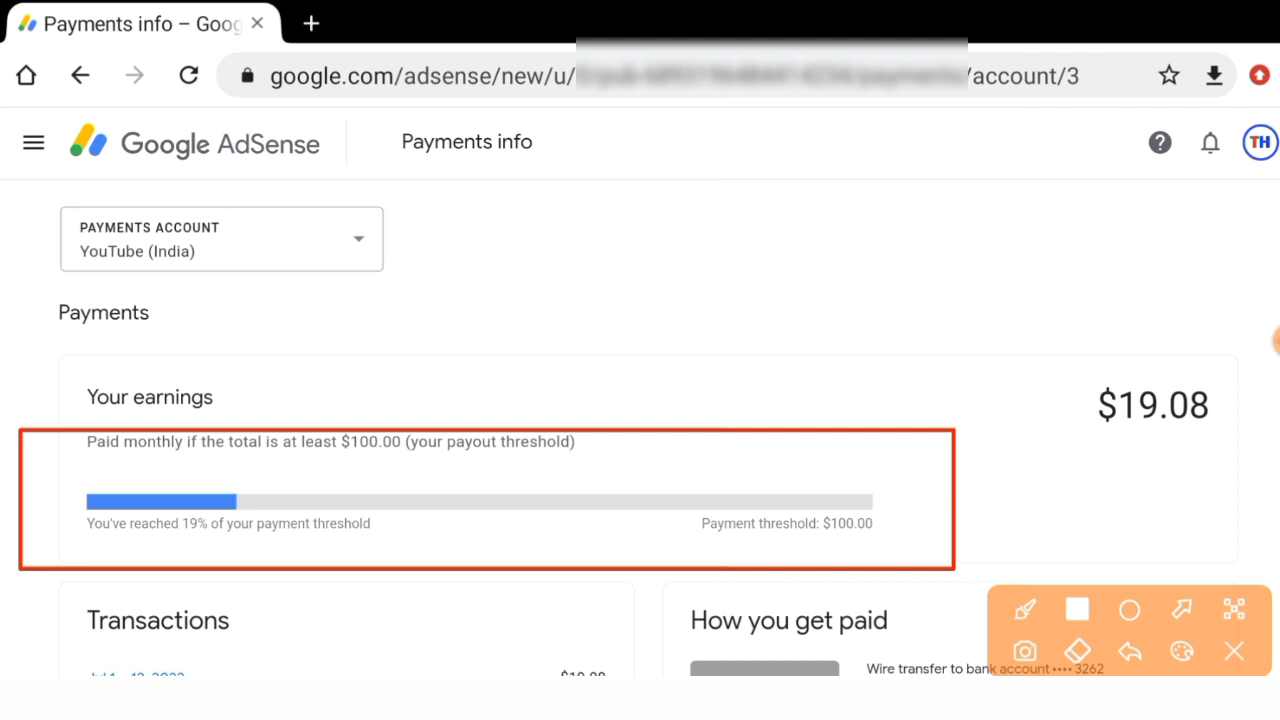 Payments info – Goog
google.com/adsense/new/u/
/account/3
Google AdSense
Payments info
TH
PAYMENTS ACCOUNT
YouTube (India)
Payments
Your earnings
$19.08
Paid monthly if the total is at least $100.00 (your payout threshold)
You've reached 19% of your payment threshold
Payment threshold: $100.00
Transactions
How you get paid
Wire transfer to bank account •••• 3262